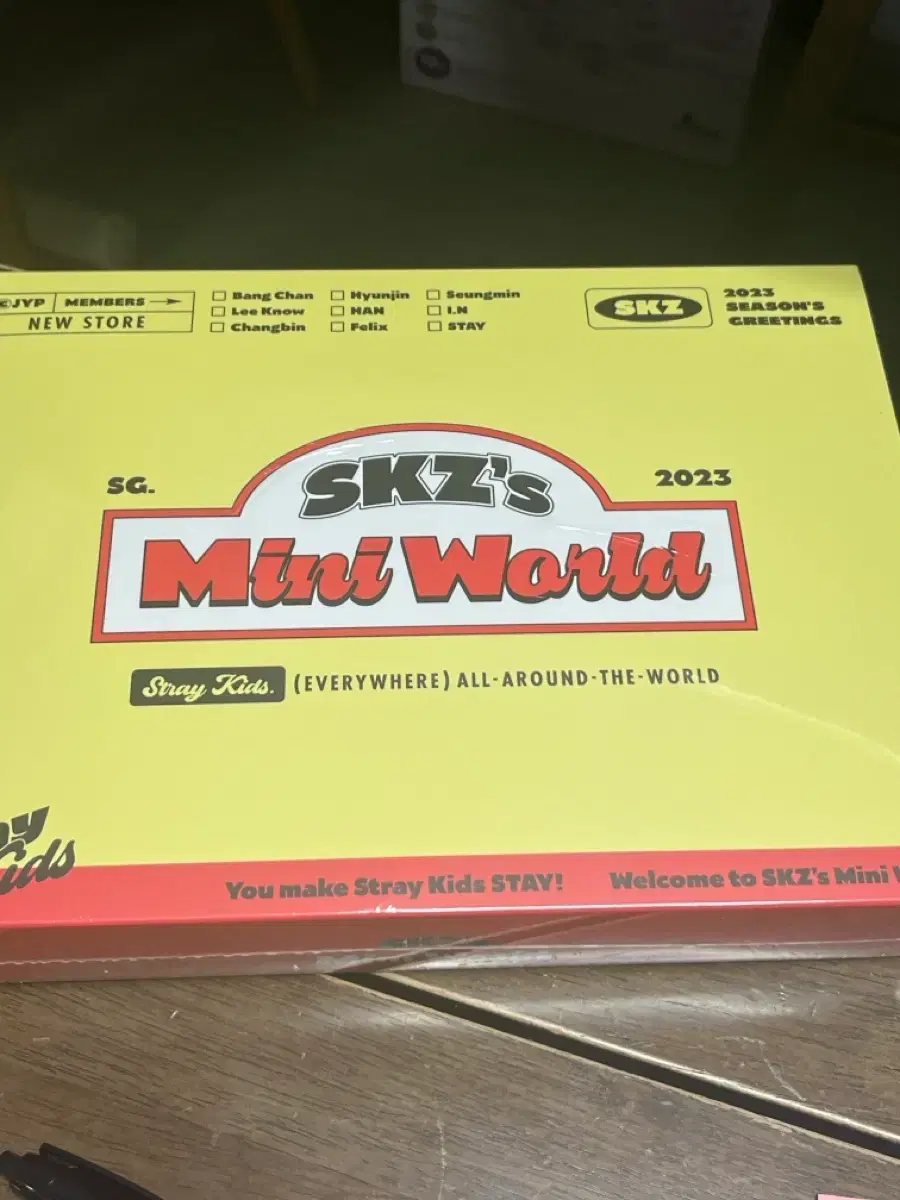 ©JYP MEMBERS
NEW STORE
Bang Chan
Lee Know
Changbin
Hyunjin
HAN
Felix
Seungmin
I.N
STAY
SKZ
2023
SEASON'S
GREETINGS
SG.
2023
SKZ's
Mini World
Stray Kids. (EVERYWHERE) ALL-AROUND-THE-WORLD
You make Stray Kids STAY! Welcome to SKZ's Mini